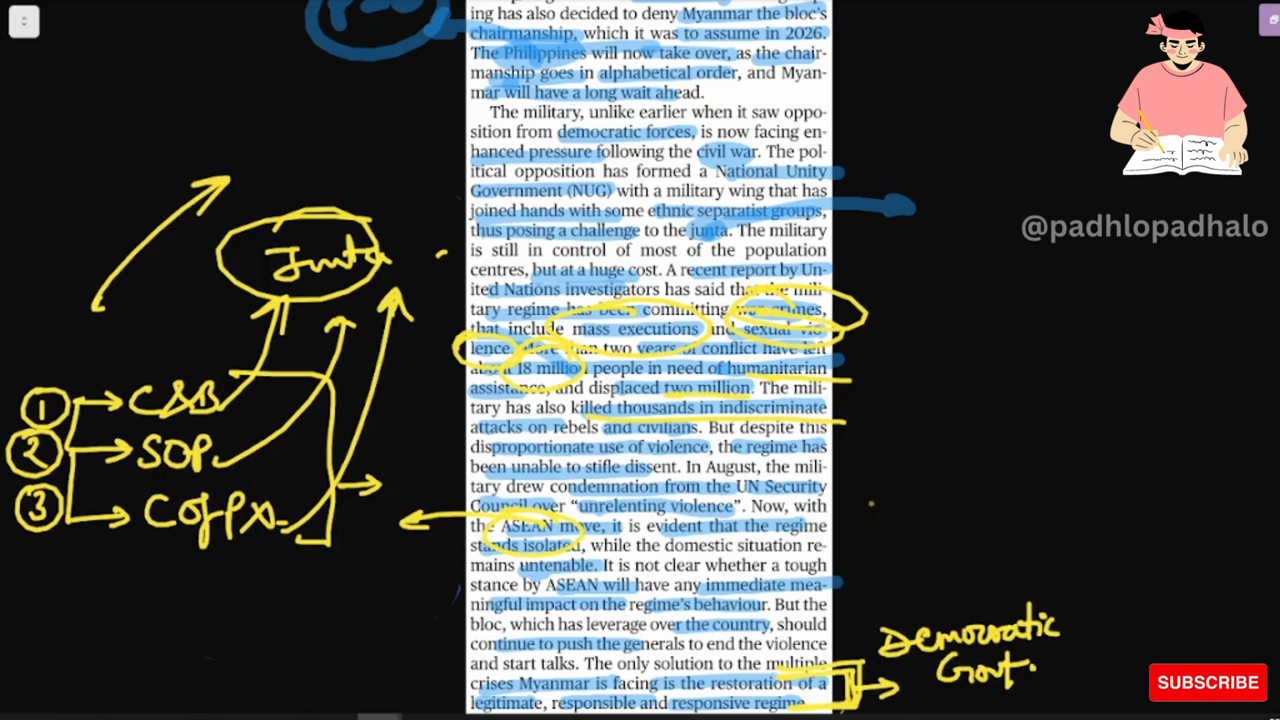 ing has also decided to deny Myanmar the bloc's
chairmanship, which it was to assume in 2026.
The Philippines will now take over, as the chair-
manship goes in alphabetical order, and Myan-
mar will have a long wait ahead.
The military, unlike earlier when it saw oppo-
sition from democratic forces, is now facing en-
hanced pressure following the civil war. The pol-
itical opposition has formed a National Unity
Government (NUG) with a military wing that has
joined hands with some ethnic separatist groups,
thus posing a challenge to the junta. The military
is still in control of most of the population
centres, but at a huge cost. A recent report by Un-
ited Nations investigators has said that the mili-
tary regime has been committing war crimes,
that include mass executions and sexual vio-
lence. More than two years of conflict have left
about 18 million people in need of humanitarian
assistance, and displaced two million. The mili-
tary has also killed thousands in indiscriminate
attacks on rebels and civilians. But despite this
disproportionate use of violence, the regime has
been unable to stifle dissent. In August, the mili-
tary drew condemnation from the UN Security
Council over “unrelenting violence”. Now, with
the ASEAN move, it is evident that the regime
stands isolated, while the domestic situation re-
mains untenable. It is not clear whether a tough
stance by ASEAN will have any immediate mea-
ningful impact on the regime's behaviour. But the
bloc, which has leverage over the country, should
continue to push the generals to end the violence
and start talks. The only solution to the multiple
crises Myanmar is facing is the restoration of a
legitimate, responsible and responsive regime.
Junta
1 CSB
2 SOP
3
Democratic
Govt.
@padhlopadhalo
SUBSCRIBE